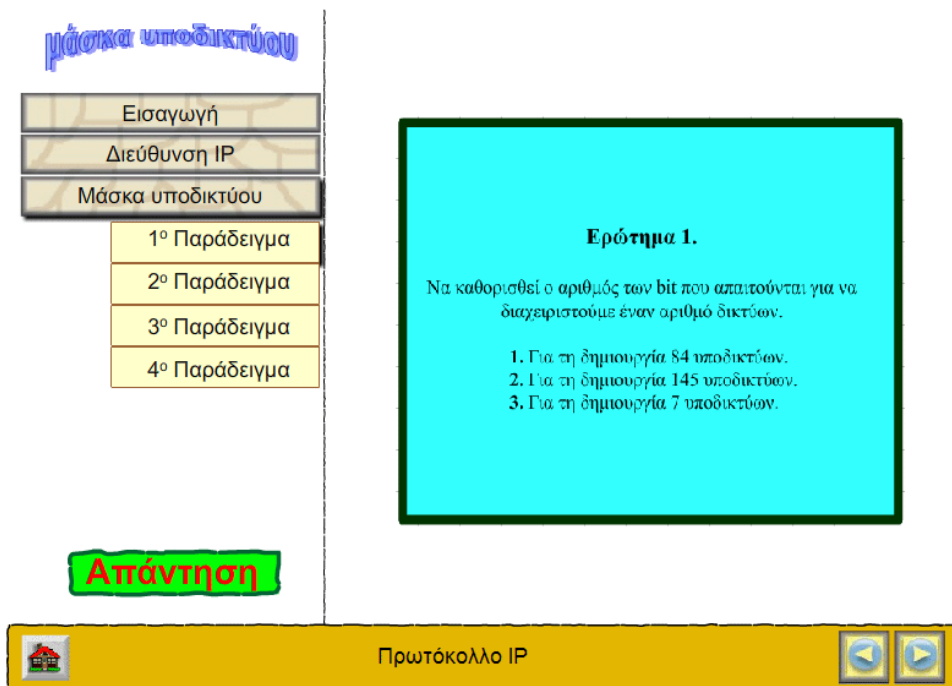 μάσκα υποδικτύου
Εισαγωγή
Διεύθυνση IP
Μάσκα υποδικτύου
1ο Παράδειγμα
2ο Παράδειγμα
3ο Παράδειγμα
4ο Παράδειγμα
Απάντηση
Ερώτημα 1.
Να καθορισθεί ο αριθμός των bit που απαιτούνται για να
διαχειριστούμε έναν αριθμό δικτύων.
1. Για τη δημιουργία 84 υποδικτύων.
2. Για τη δημιουργία 145 υποδικτύων.
3. Για τη δημιουργία 7 υποδικτύων.
Πρωτόκολλο IP